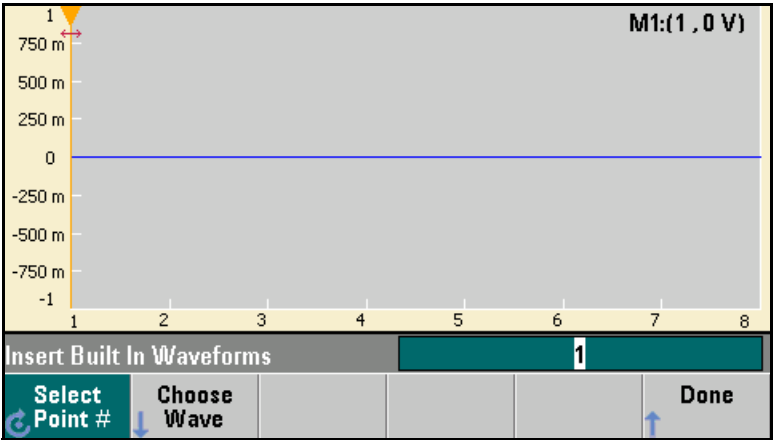 1
M1:(1 ,0 V)
750 m
500 m
250 m
0
-250 m
-500 m
-750 m
-1
1 2 3 4 5 6 7 8
Insert Built In Waveforms 1
Select Point #
Choose Wave
Done